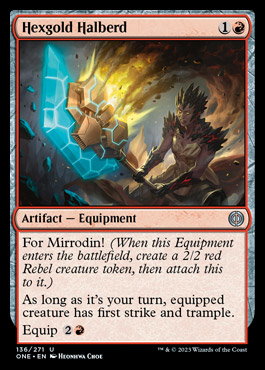 Hexgold Halberd 1
Artifact — Equipment
For Mirrodin! (When this Equipment
enters the battlefield, create a 2/2 red
Rebel creature token, then attach this
to it.)
As long as it's your turn, equipped
creature has first strike and trample.
Equip 2
136/271 U
ONE • EN HEONHWA CHOE
™ & © 2023 Wizards of the Coast